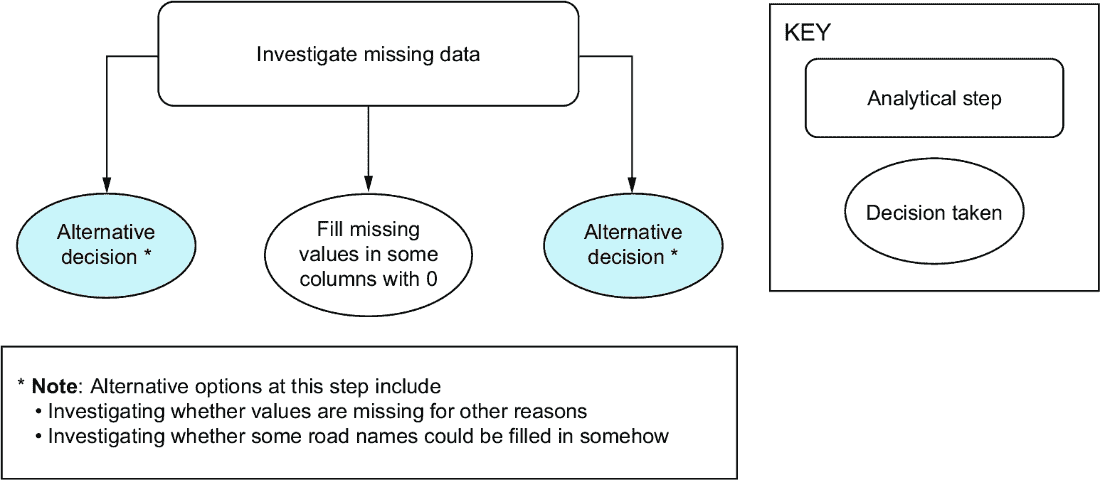 Investigate missing data
KEY
Analytical step
Decision taken
Alternative
decision *
Fill missing
values in some
columns with 0
Alternative
decision *
* Note: Alternative options at this step include
• Investigating whether values are missing for other reasons
• Investigating whether some road names could be filled in somehow